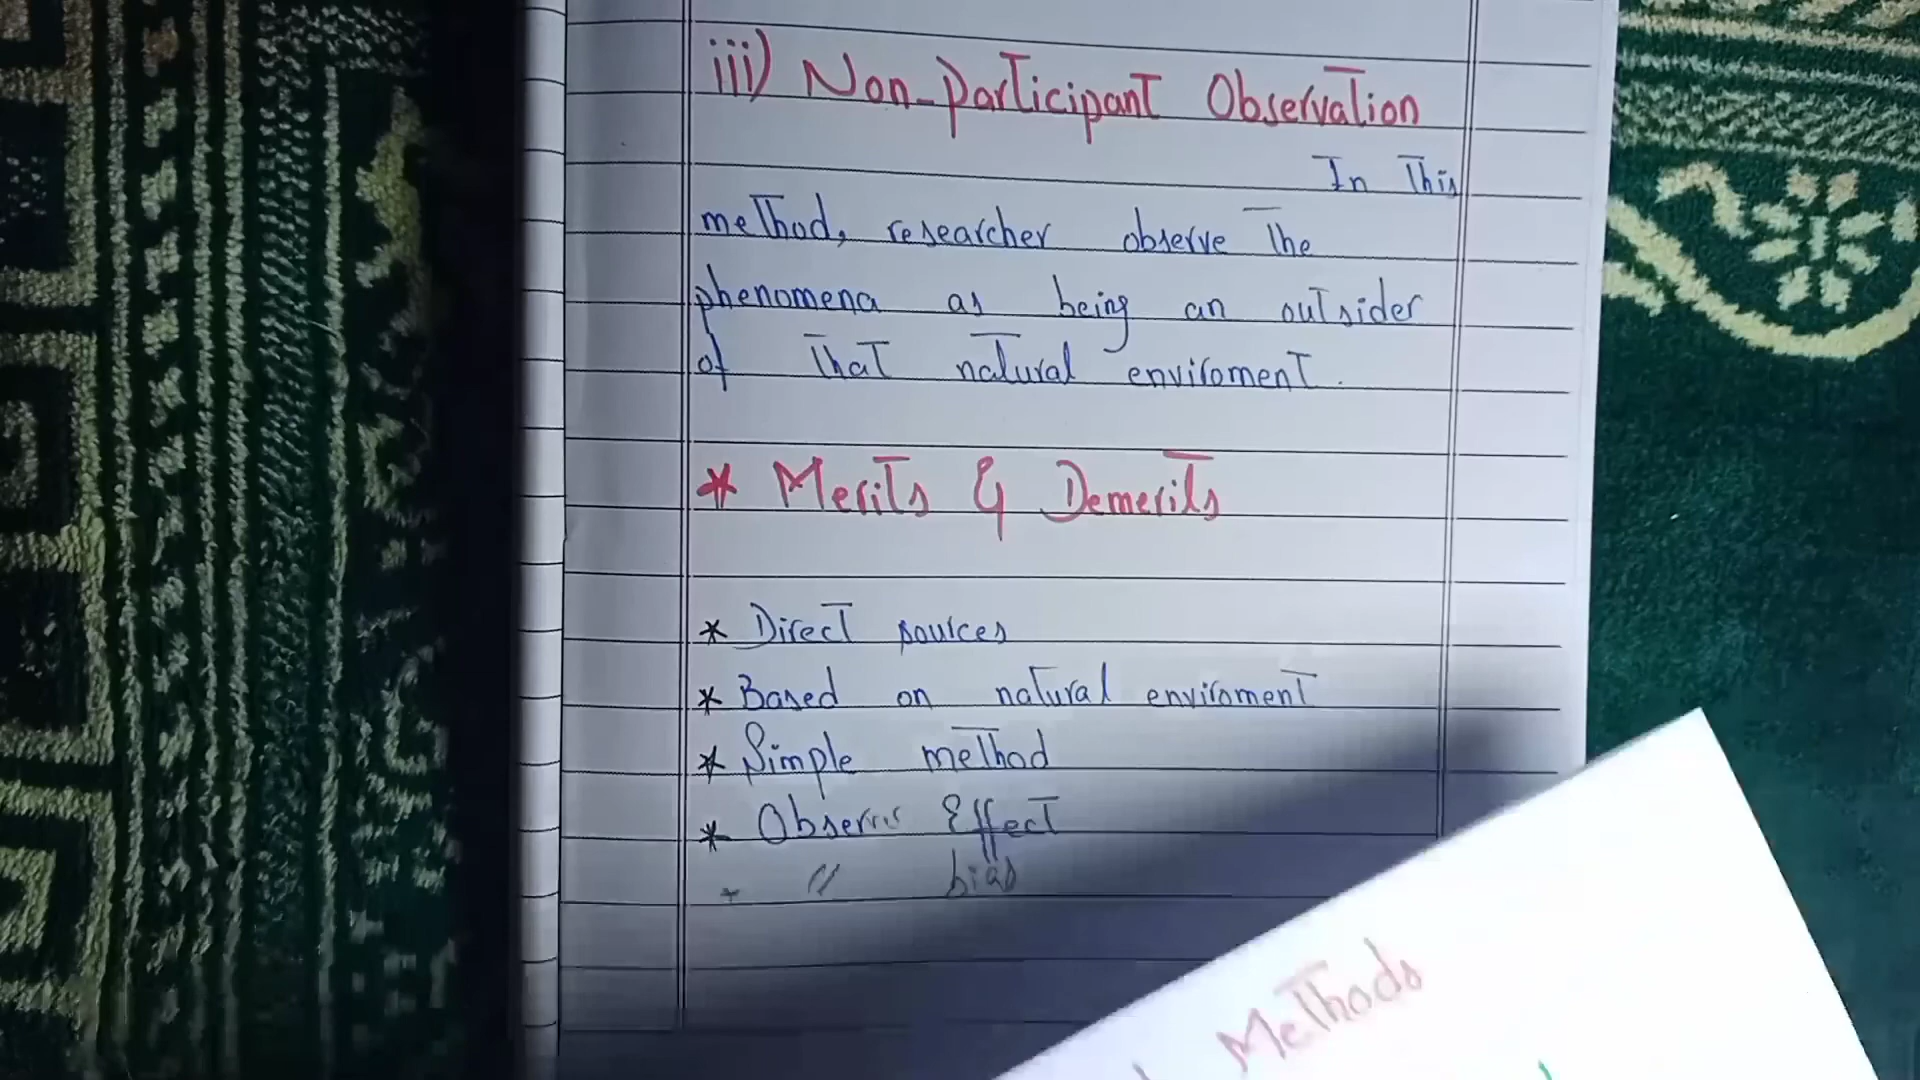 iii) Non-Participant Observation
In This
method, researcher observe the
phenomena as being an outsider
of that natural enviroment.
* Merits & Demerits
* Direct sources
* Based on natural enviroment
* Simple method
* Effect
* " bias
Methods